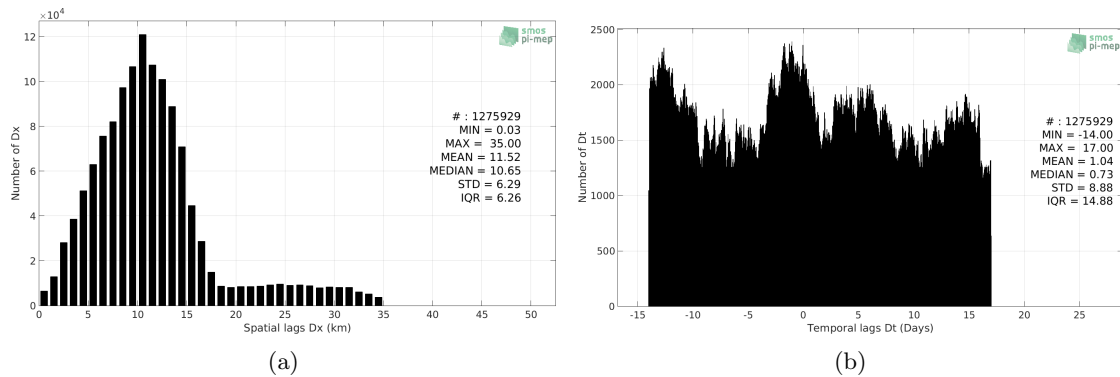 ×10⁴
12
10
8
6
4
2
0
0 5 10 15 20 25 30 35 40 45 50
Number of Dx
Spatial lags Dx (km)
smos
pi-mep
# : 1275929
MIN = 0.03
MAX = 35.00
MEAN = 11.52
MEDIAN = 10.65
STD = 6.29
IQR = 6.26
(a)
2500
2000
1500
1000
500
0
-15 -10 -5 0 5 10 15 20 25
Number of Dt
Temporal lags Dt (Days)
smos
pi-mep
# : 1275929
MIN = -14.00
MAX = 17.00
MEAN = 1.04
MEDIAN = 0.73
STD = 8.88
IQR = 14.88
(b)